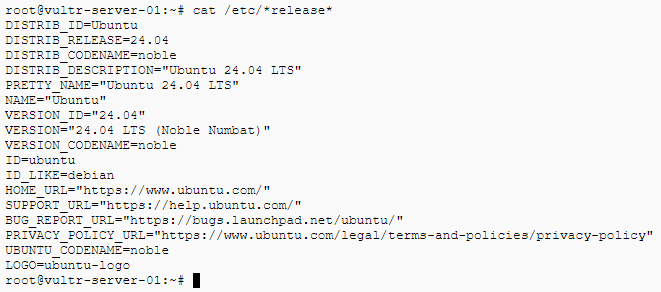 root@vultr-server-01:~# cat /etc/*release*
DISTRIB_ID=Ubuntu
DISTRIB_RELEASE=24.04
DISTRIB_CODENAME=noble
DISTRIB_DESCRIPTION="Ubuntu 24.04 LTS"
PRETTY_NAME="Ubuntu 24.04 LTS"
NAME="Ubuntu"
VERSION_ID="24.04"
VERSION="24.04 LTS (Noble Numbat)"
VERSION_CODENAME=noble
ID=ubuntu
ID_LIKE=debian
HOME_URL="https://www.ubuntu.com/"
SUPPORT_URL="https://help.ubuntu.com/"
BUG_REPORT_URL="https://bugs.launchpad.net/ubuntu/"
PRIVACY_POLICY_URL="https://www.ubuntu.com/legal/terms-and-policies/privacy-policy"
UBUNTU_CODENAME=noble
LOGO=ubuntu-logo
root@vultr-server-01:~#